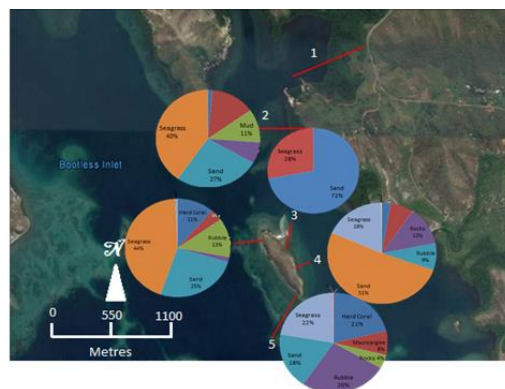 1
2
Seagrass
40%
Mud
11%
Sand
27%
Bootless Inlet
Seagrass
28%
Sand
72%
3
Hard Coral
11%
Rubble
13%
Seagrass
44%
Sand
25%
Seagrass
18%
Rocks
12%
Rubble
9%
Sand
51%
4
N
0
550
1100
Metres
5
Seagrass
22%
Hard Coral
21%
Macroalgae
Rocks 4%
Sand
18%
Rubble
26%